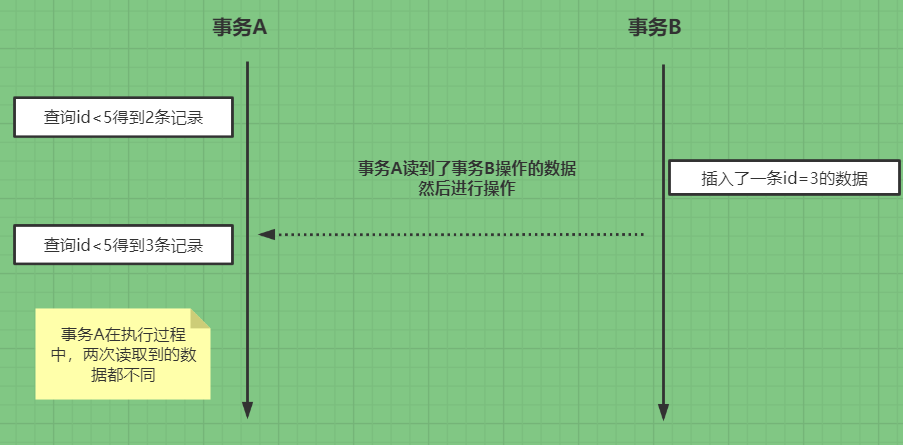 事务A
事务B
查询id<5得到2条记录
事务A读到了事务B操作的数据
然后进行操作
插入了一条id=3的数据
查询id<5得到3条记录
事务A在执行过程
中，两次读取到的数
据都不同